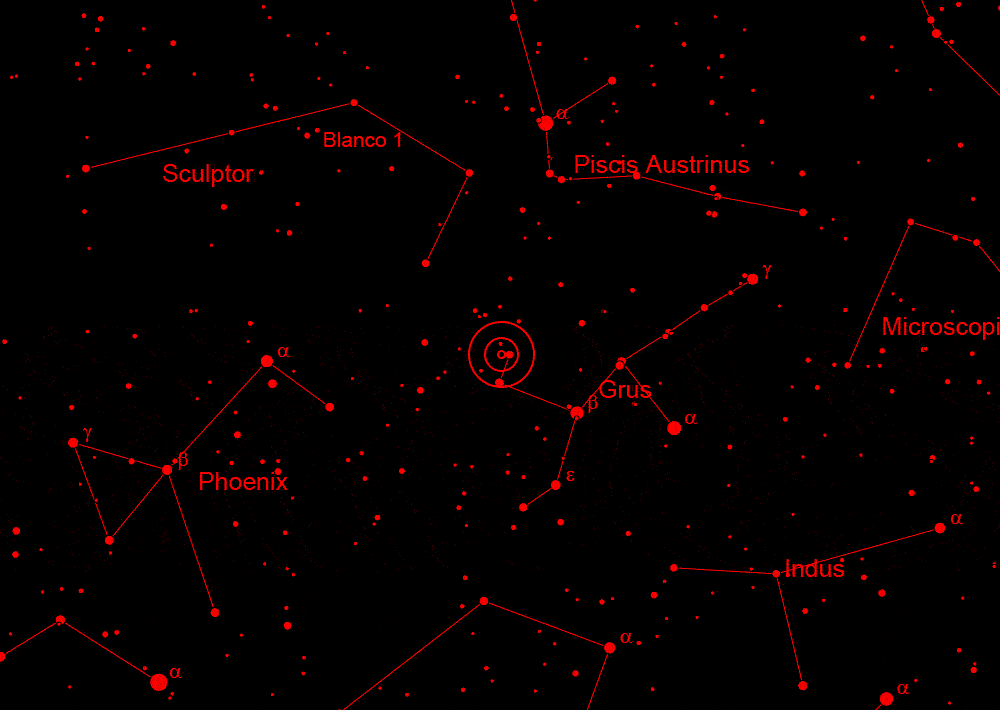 α
Blanco 1
Piscis Austrinus
Sculptor
γ
Microscopi
α
Grus
β
α
γ
β
ε
Phoenix
α
Indus
α
α
α